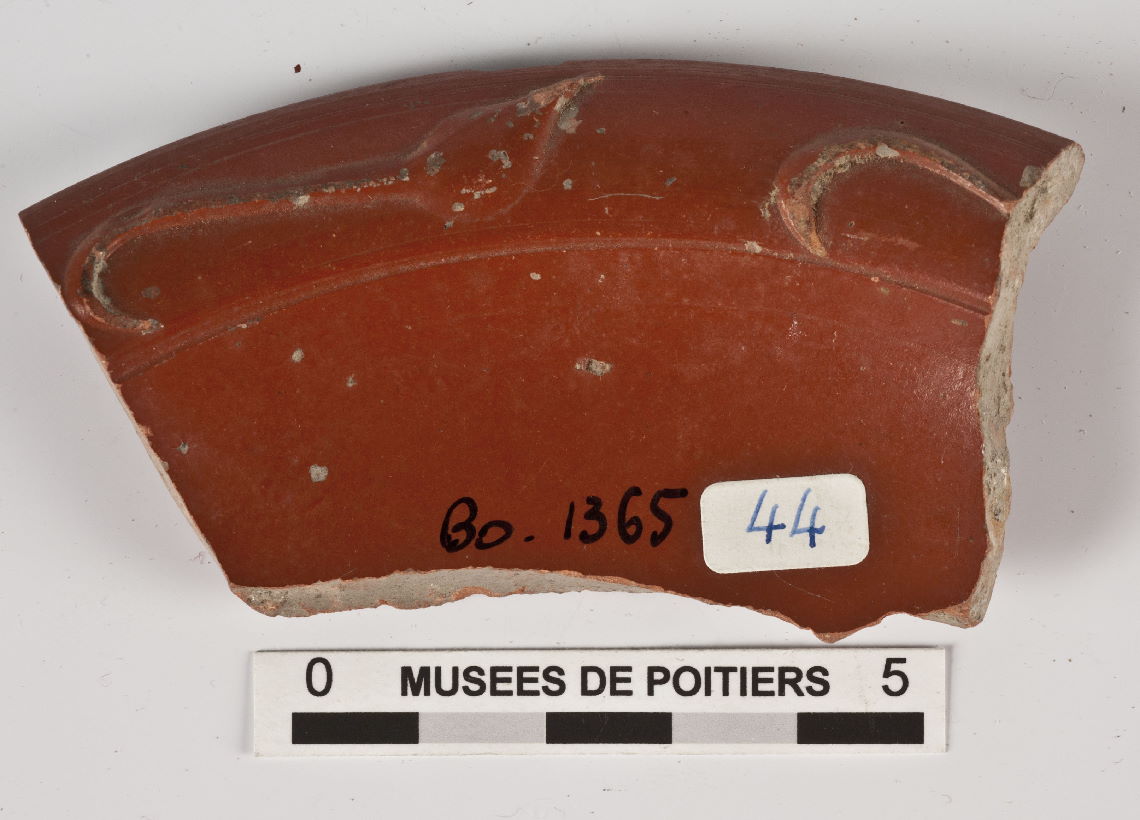 Bo. 1365
44
0 MUSEES DE POITIERS 5